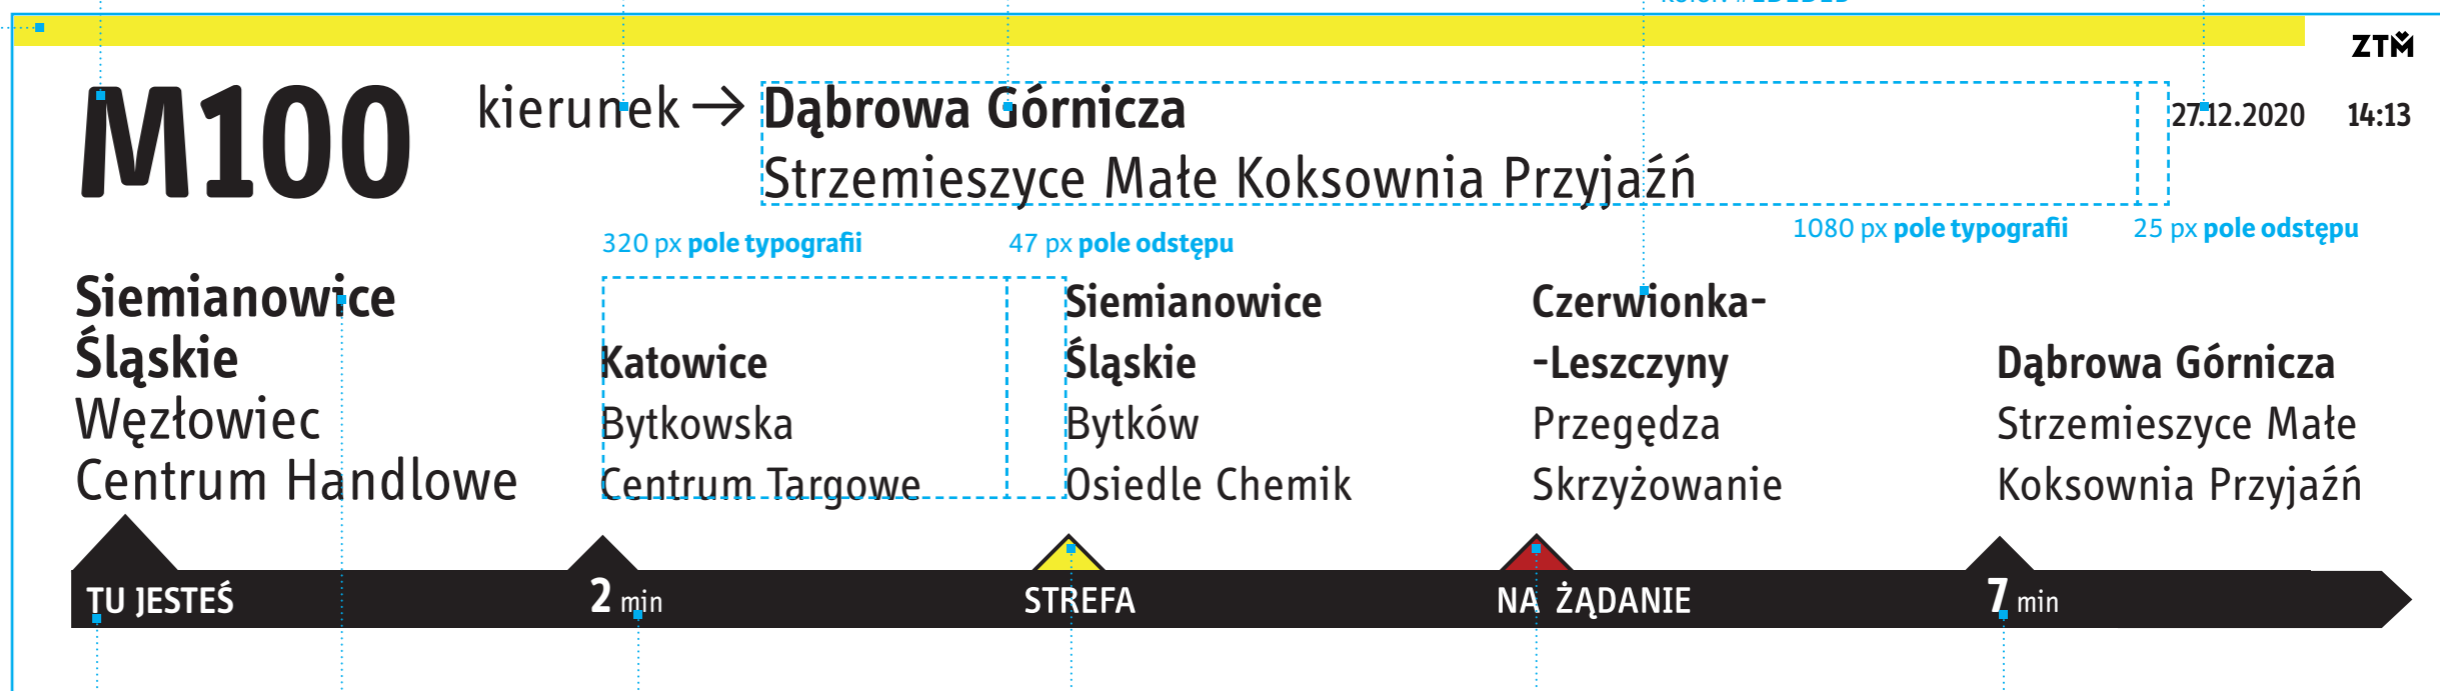 ZTM
M100
kierunek → Dąbrowa Górnicza
Strzemieszyce Małe Koksownia Przyjaźń
27.12.2020 14:13
320 px pole typografii
47 px pole odstępu
1080 px pole typografii
25 px pole odstępu
Siemianowice
Śląskie
Węzłowiec
Centrum Handlowe
Katowice
Bytkowska
Centrum Targowe
Siemianowice
Śląskie
Bytków
Osiedle Chemik
Czerwionka-
-Leszczyny
Przegędza
Skrzyżowanie
Dąbrowa Górnicza
Strzemieszyce Małe
Koksownia Przyjaźń
TU JESTEŚ
2 min
STREFA
NA ŻĄDANIE
7 min